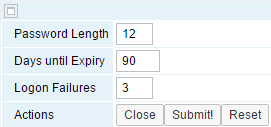 Password Length 12
Days until Expiry 90
Logon Failures 3
Actions Close Submit! Reset